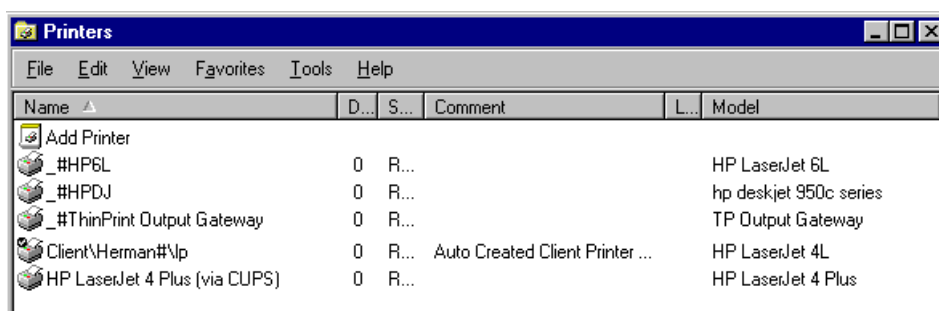 Printers
File Edit View Favorites Tools Help
Name D... S... Comment L... Model
Add Printer
_#HP6L 0 R... HP LaserJet 6L
_#HPDJ 0 R... hp deskjet 950c series
_#ThinPrint Output Gateway 0 R... TP Output Gateway
Client\Herman#\lp 0 R... Auto Created Client Printer ... HP LaserJet 4L
HP LaserJet 4 Plus (via CUPS) 0 R... HP LaserJet 4 Plus